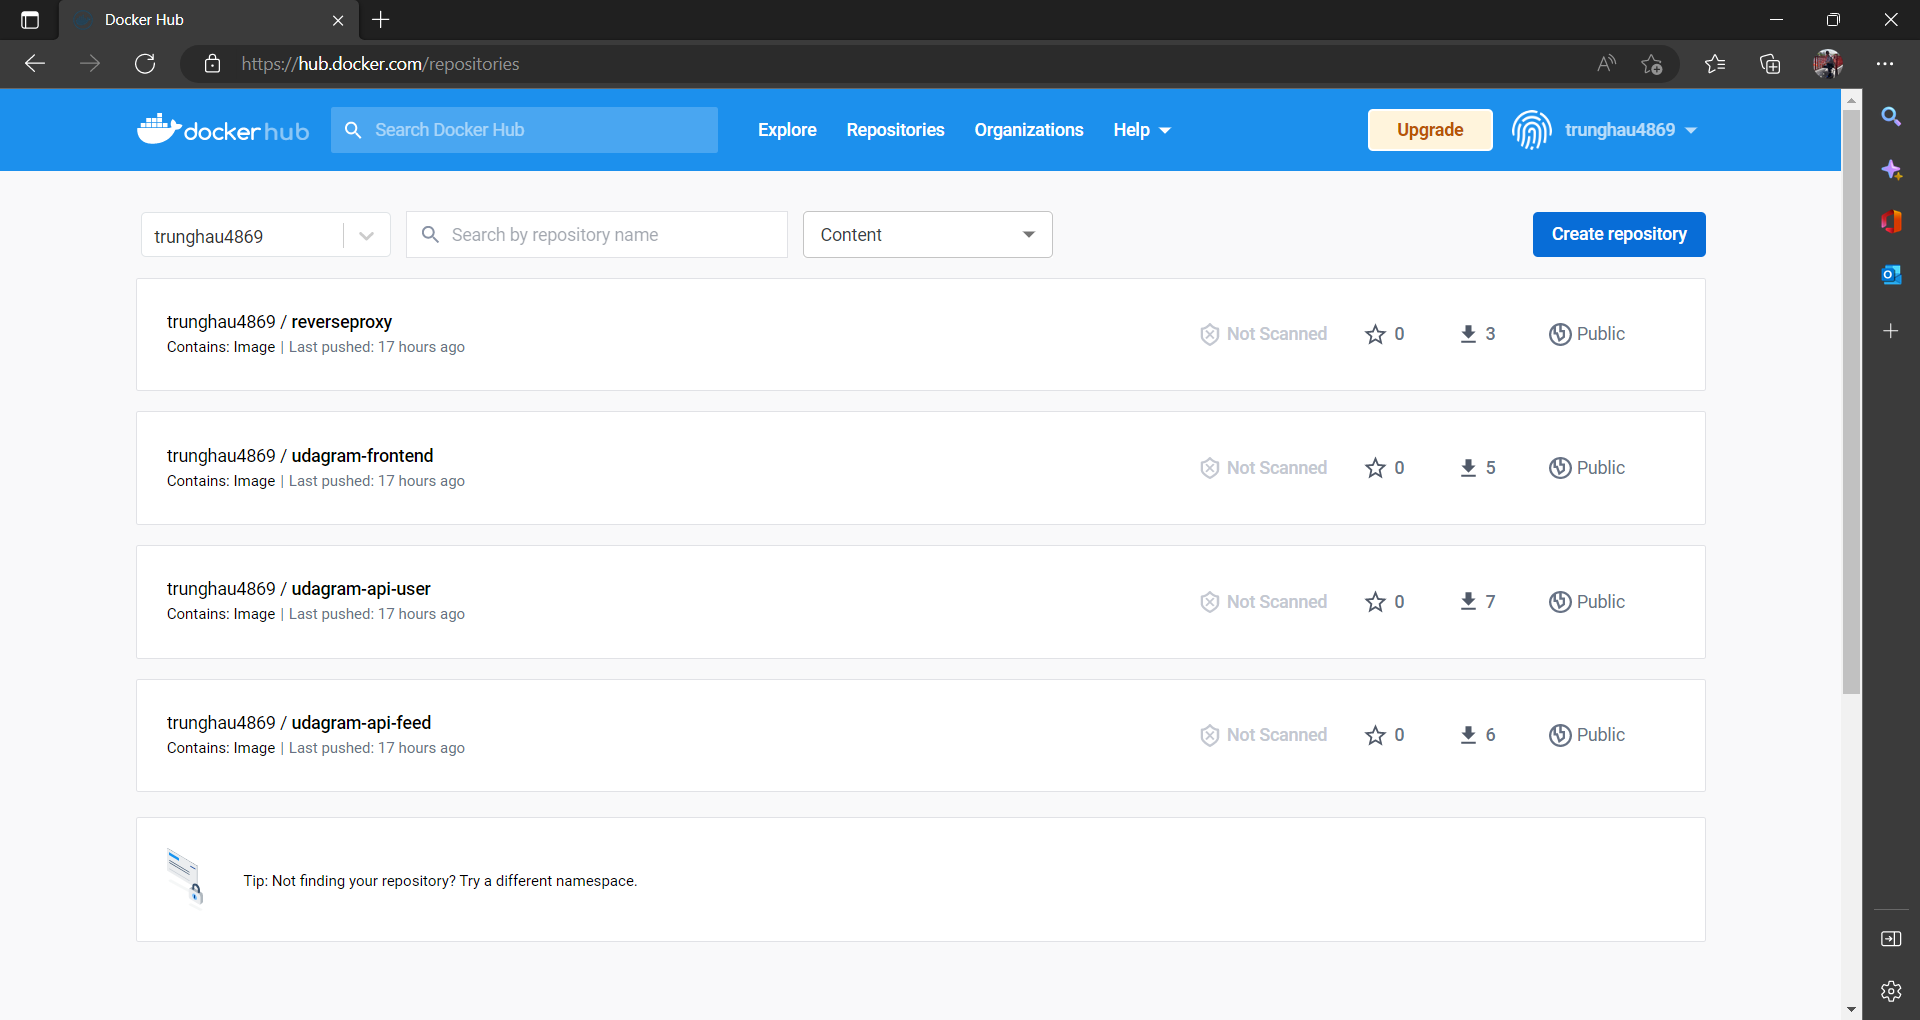 Docker Hub
https://hub.docker.com/repositories
docker hub
Search Docker Hub
Explore
Repositories
Organizations
Help
Upgrade
trunghau4869
trunghau4869
Search by repository name
Content
Create repository
trunghau4869 / reverseproxy
Contains: Image | Last pushed: 17 hours ago
Not Scanned
0
3
Public
trunghau4869 / udagram-frontend
Contains: Image | Last pushed: 17 hours ago
Not Scanned
0
5
Public
trunghau4869 / udagram-api-user
Contains: Image | Last pushed: 17 hours ago
Not Scanned
0
7
Public
trunghau4869 / udagram-api-feed
Contains: Image | Last pushed: 17 hours ago
Not Scanned
0
6
Public
Tip: Not finding your repository? Try a different namespace.